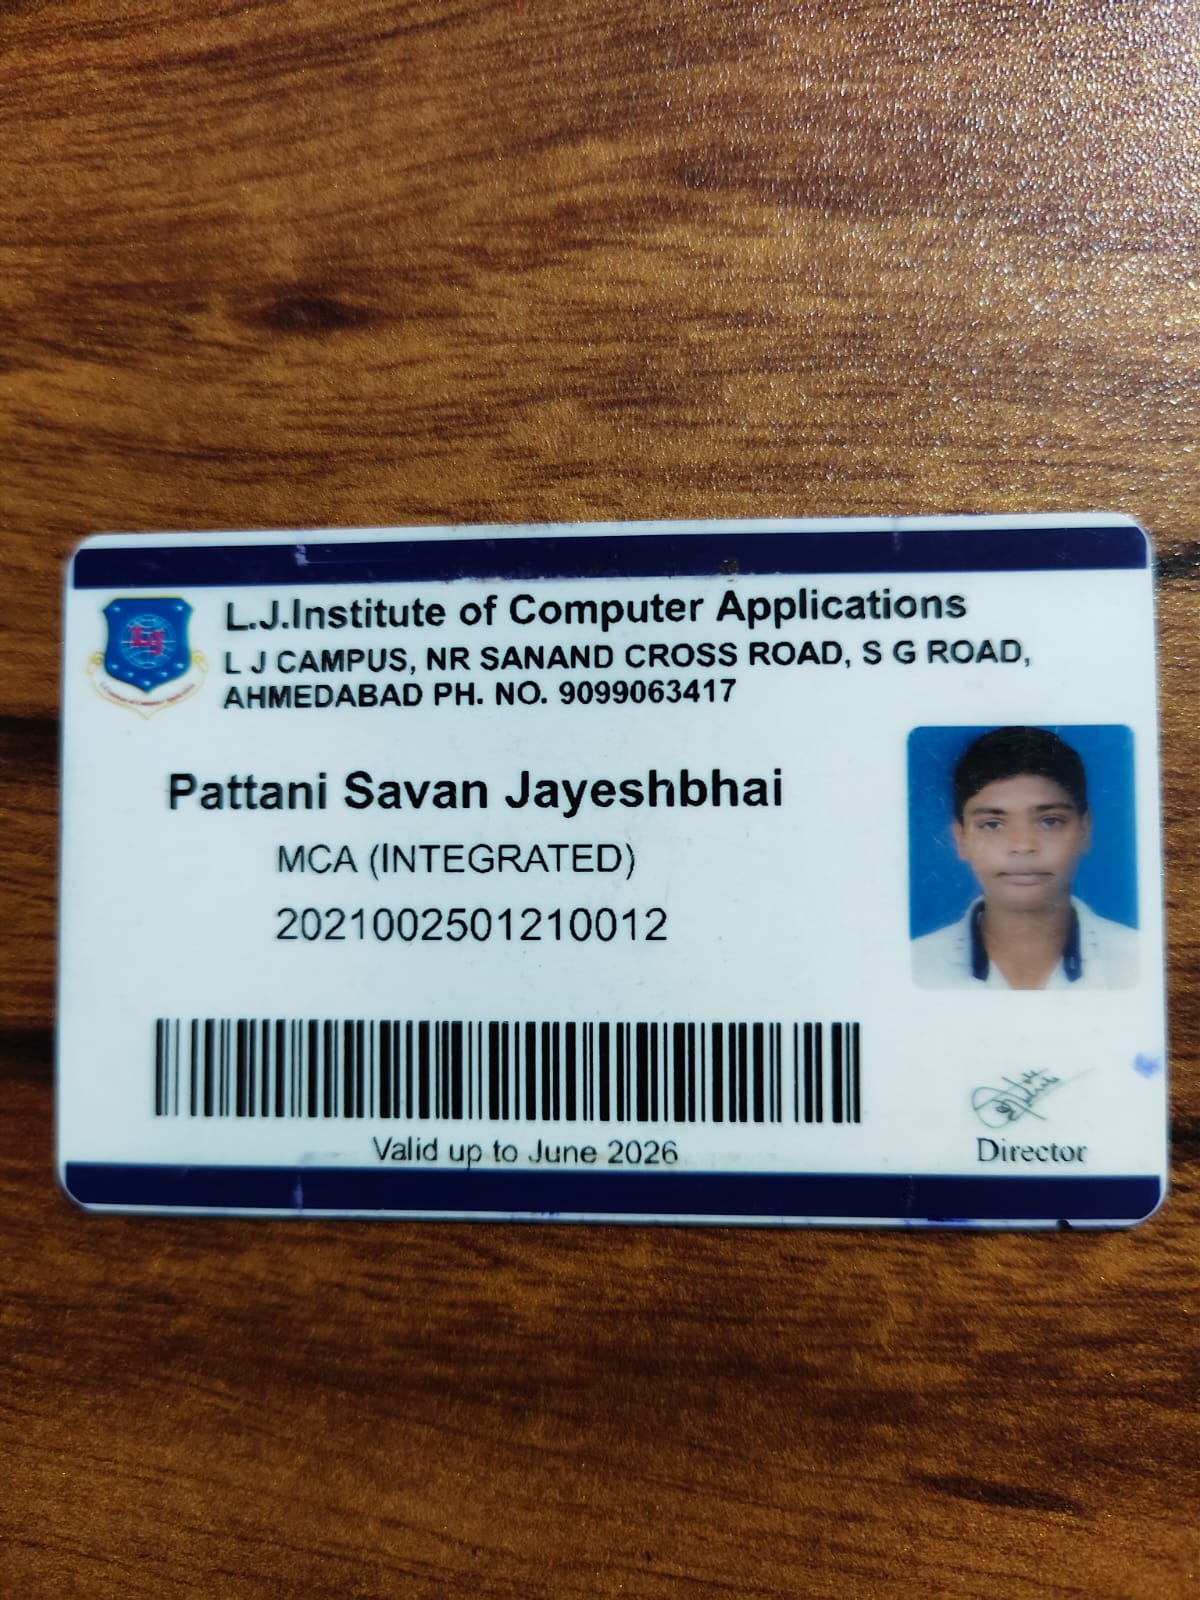 L.J.Institute of Computer Applications
L J CAMPUS, NR SANAND CROSS ROAD, S G ROAD,
AHMEDABAD PH. NO. 9099063417
Lj
Pattani Savan Jayeshbhai
MCA (INTEGRATED)
2021002501210012
Valid up to June 2026
Director